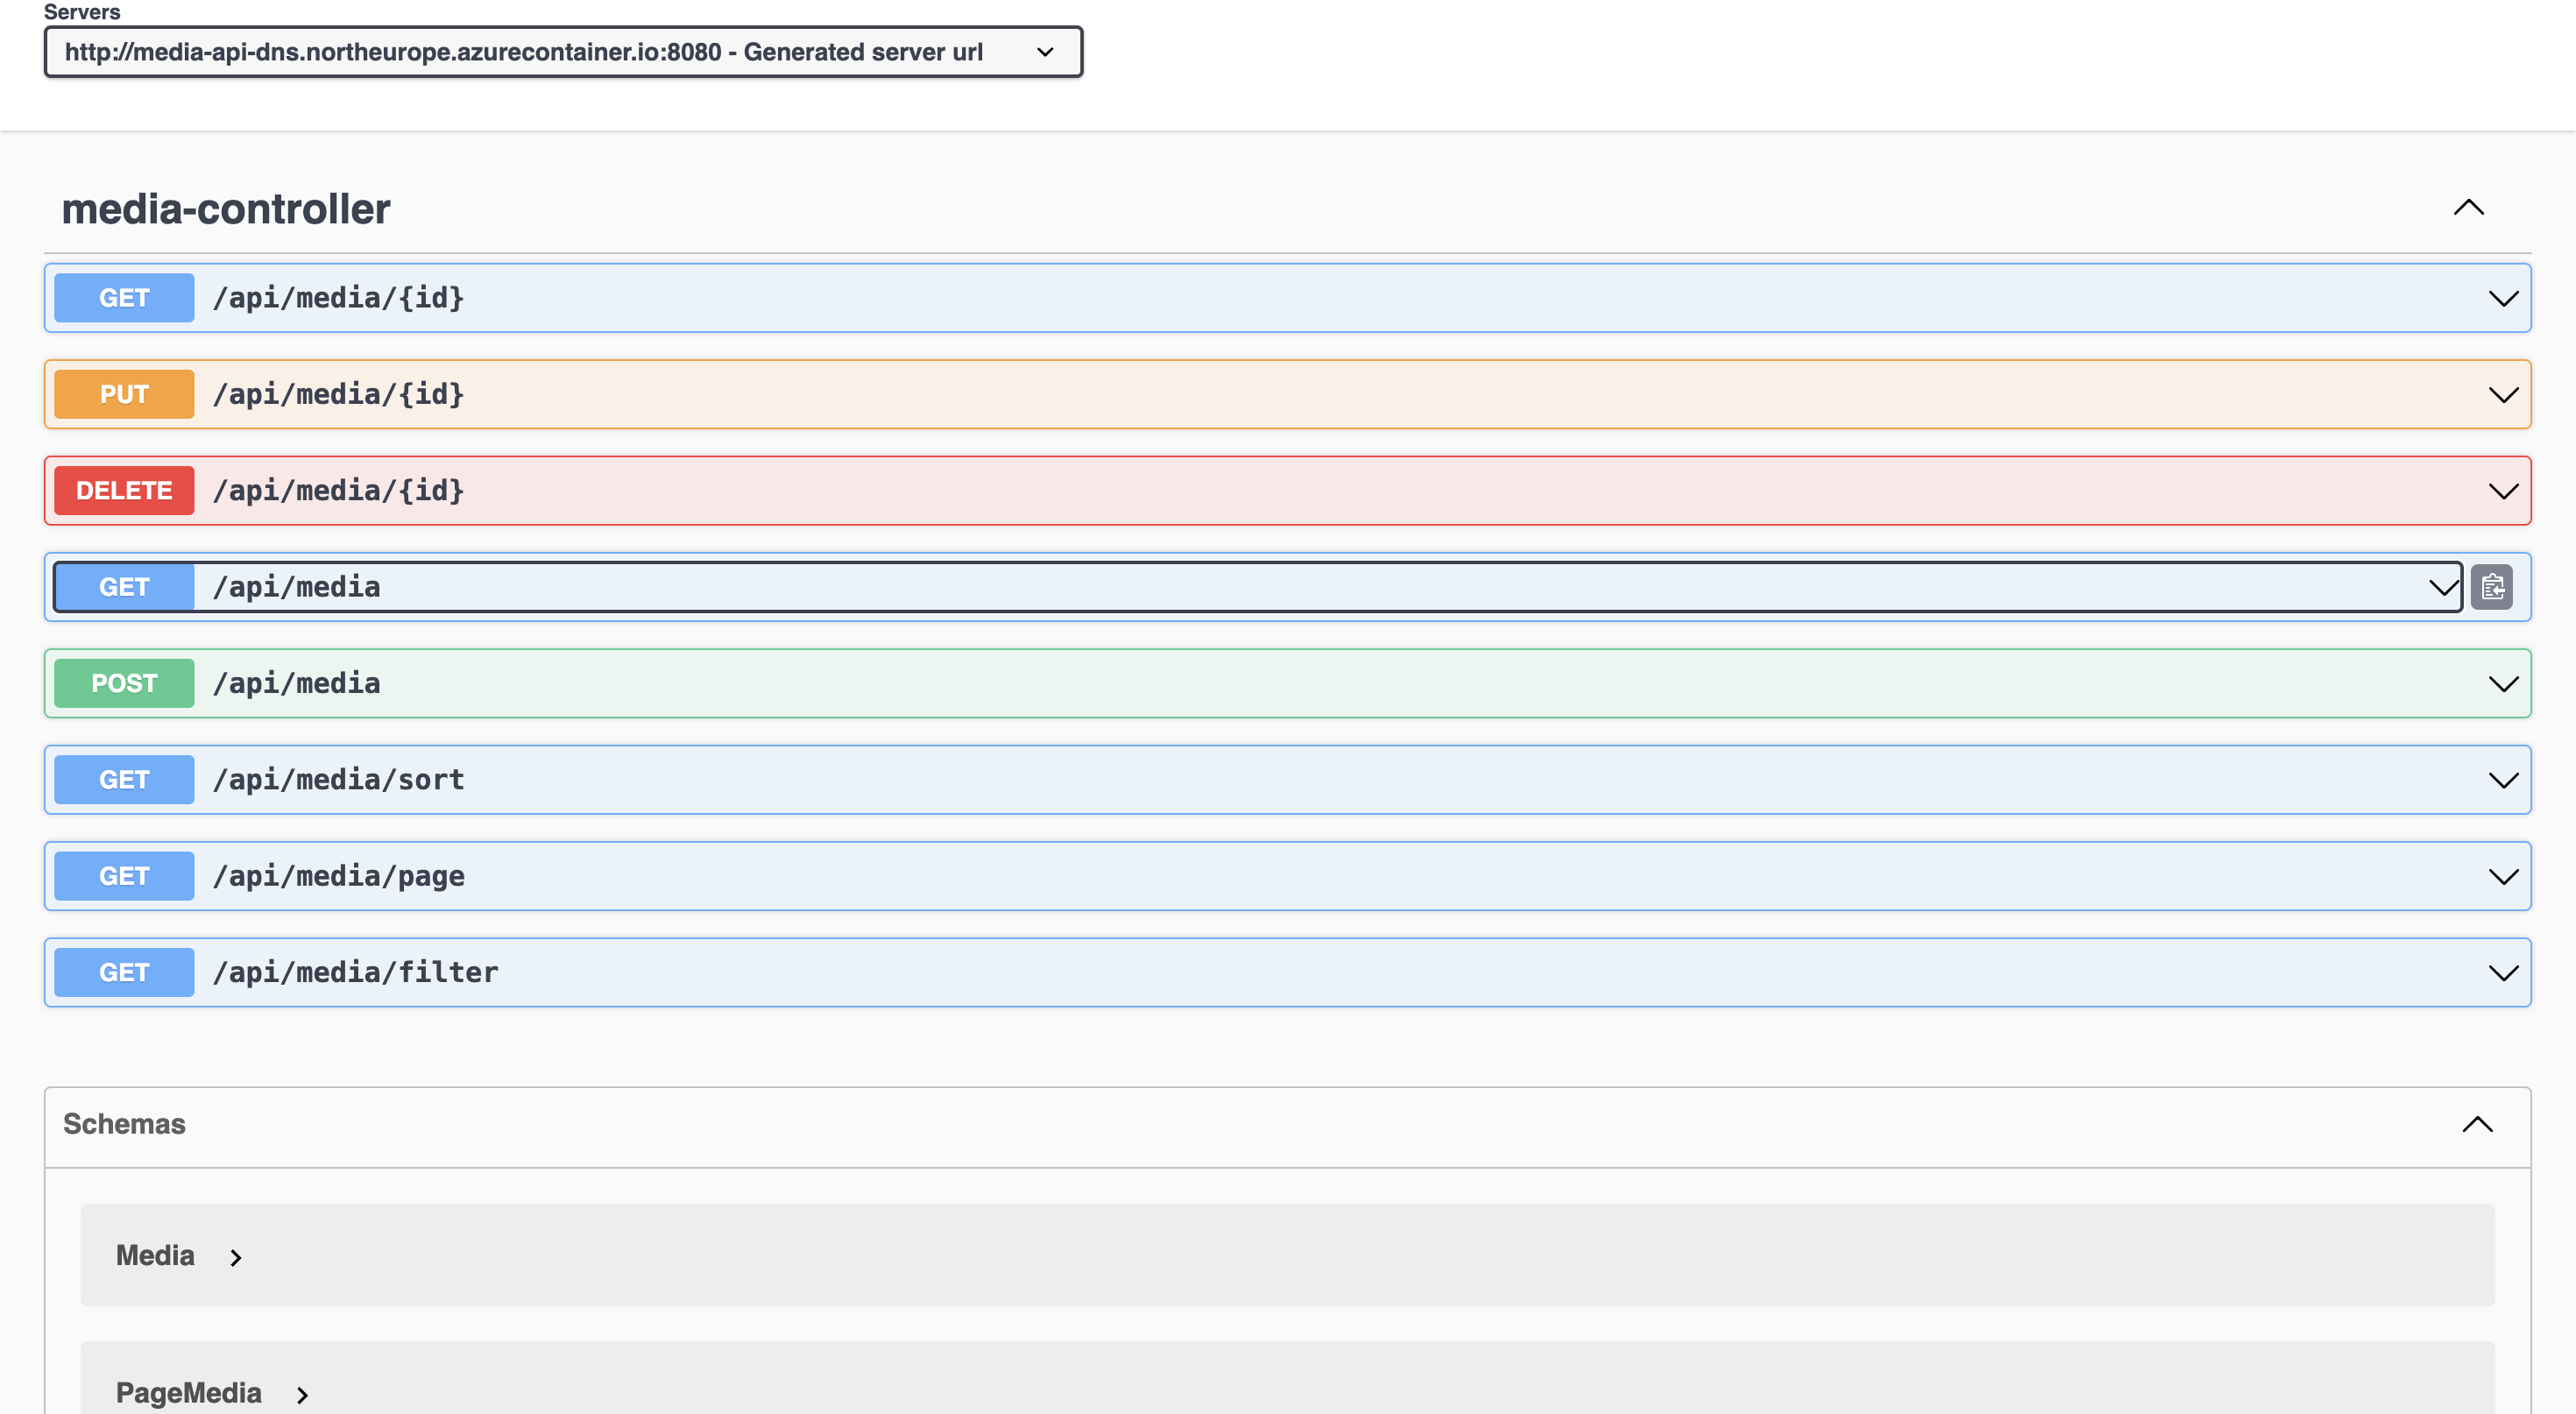 Servers
http://media-api-dns.northeurope.azurecontainer.io:8080 - Generated server url
media-controller
GET /api/media/{id}
PUT /api/media/{id}
DELETE /api/media/{id}
GET /api/media
POST /api/media
GET /api/media/sort
GET /api/media/page
GET /api/media/filter
Schemas
Media
PageMedia